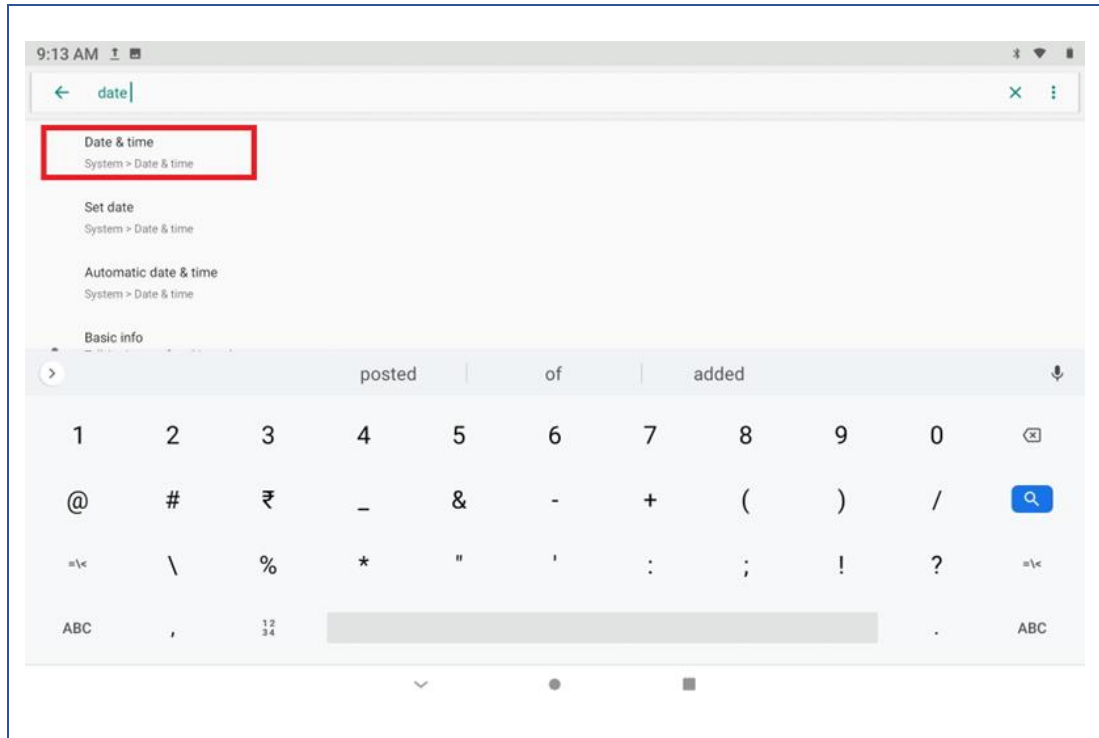 9:13 AM
date
Date & time
System > Date & time
Set date
System > Date & time
Automatic date & time
System > Date & time
Basic info
posted of added
1 2 3 4 5 6 7 8 9 0
@ # ₹ _ & - + ( ) /
=\< \ % * " ' : ; ! ? =\<
ABC , 12 34 . ABC